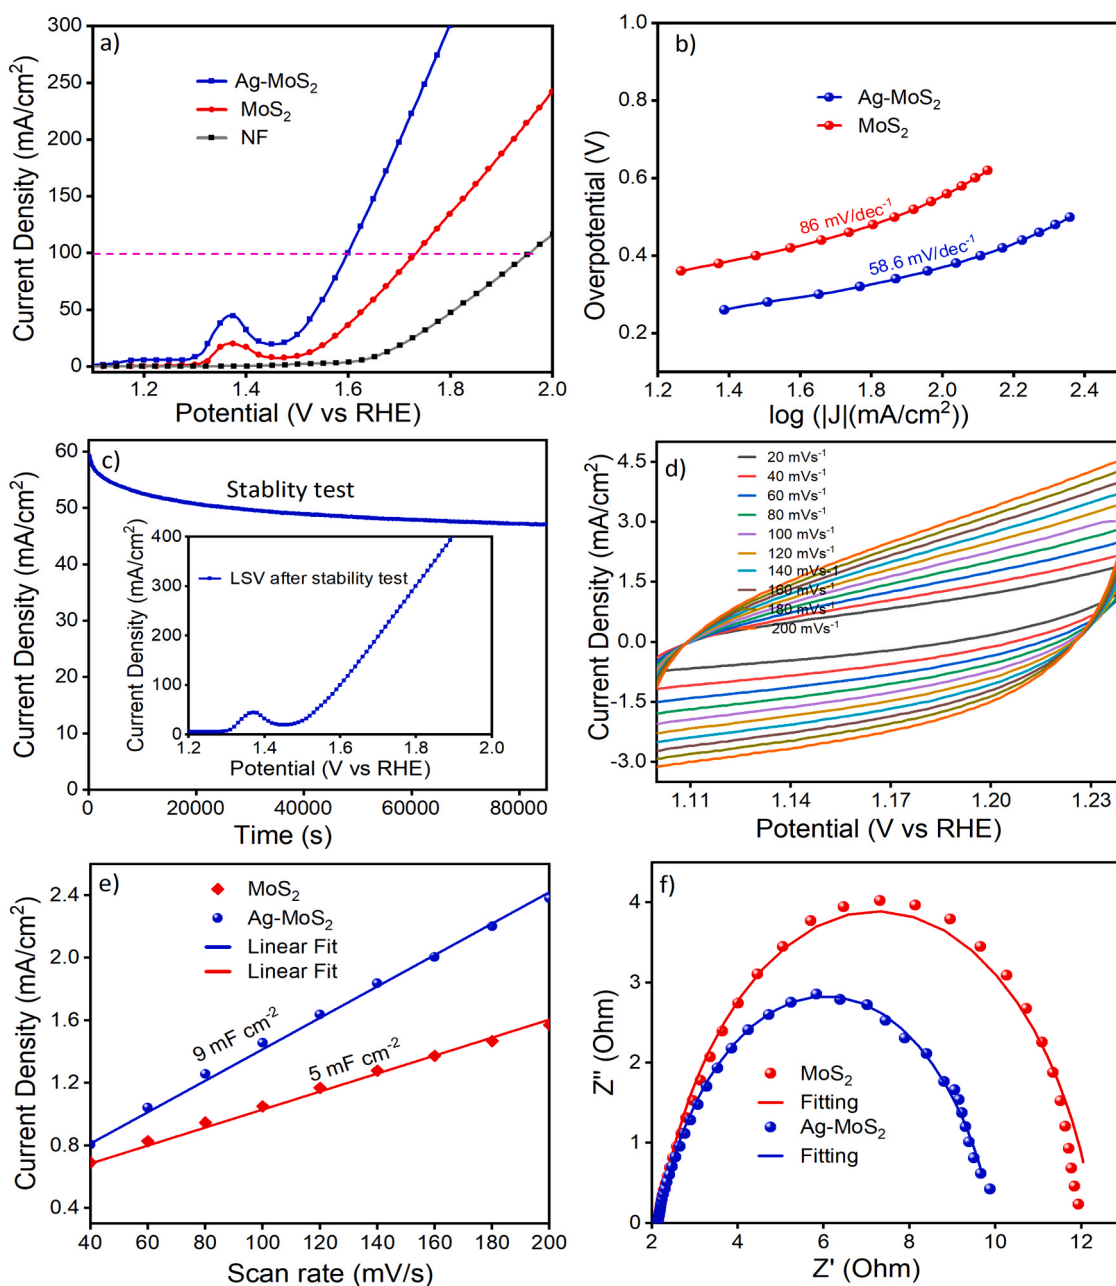 a)
Current Density (mA/cm²)
300
250
200
150
100
50
0
Ag-MoS₂
MoS₂
NF
1.2 1.4 1.6 1.8 2.0
Potential (V vs RHE)
b)
Overpotential (V)
1.0
0.8
0.6
0.4
0.2
Ag-MoS₂
MoS₂
86 mV/dec⁻¹
58.6 mV/dec⁻¹
1.2 1.4 1.6 1.8 2.0 2.2 2.4
log (|J|(mA/cm²))
c)
Current Density (mA/cm²)
60
50
40
30
20
10
0
Stablity test
Current Density (mA/cm²)
400
300
200
100
0
LSV after stability test
1.2 1.4 1.6 1.8 2.0
Potential (V vs RHE)
0 20000 40000 60000 80000
Time (s)
d)
Current Density (mA/cm²)
4.5
3.0
1.5
0.0
-1.5
-3.0
20 mVs⁻¹
40 mVs⁻¹
60 mVs⁻¹
80 mVs⁻¹
100 mVs⁻¹
120 mVs⁻¹
140 mVs⁻¹
160 mVs⁻¹
180 mVs⁻¹
200 mVs⁻¹
1.11 1.14 1.17 1.20 1.23
Potential (V vs RHE)
e)
Current Density (mA/cm²)
2.4
2.0
1.6
1.2
0.8
0.4
MoS₂
Ag-MoS₂
Linear Fit
Linear Fit
9 mF cm⁻²
5 mF cm⁻²
40 60 80 100 120 140 160 180 200
Scan rate (mV/s)
f)
Z'' (Ohm)
4
3
2
1
0
MoS₂
Fitting
Ag-MoS₂
Fitting
2 4 6 8 10 12
Z' (Ohm)